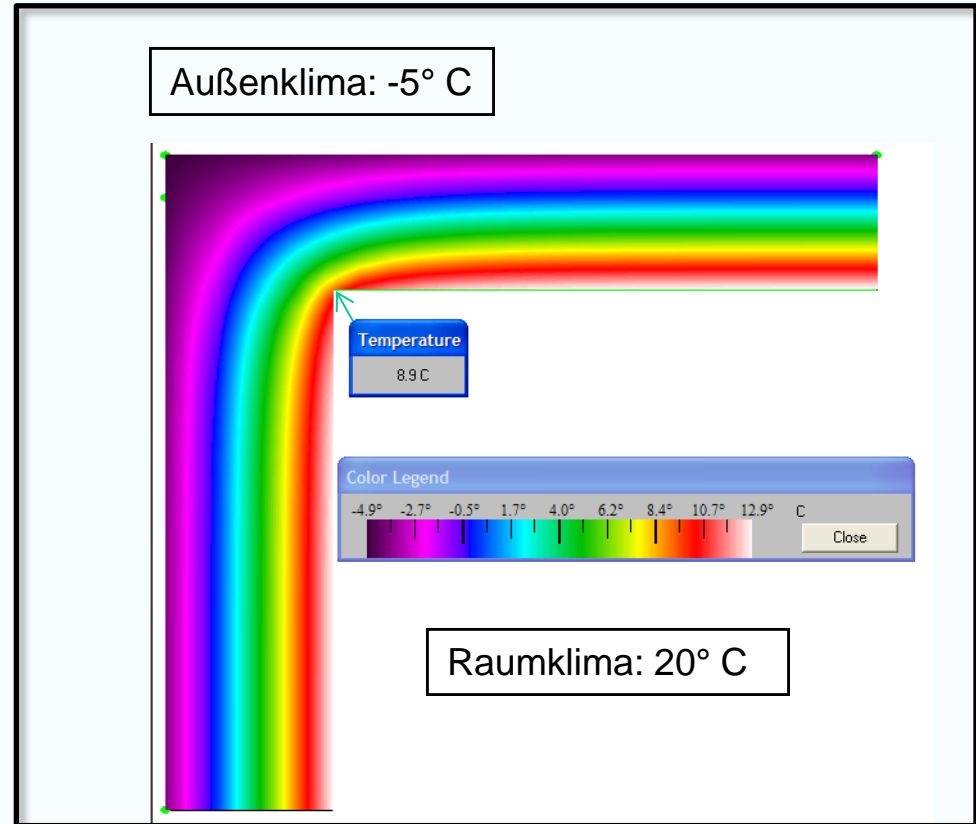 Außenklima: -5° C
Temperature
8.9 C
Color Legend
-4.9° -2.7° -0.5° 1.7° 4.0° 6.2° 8.4° 10.7° 12.9° C
Close
Raumklima: 20° C